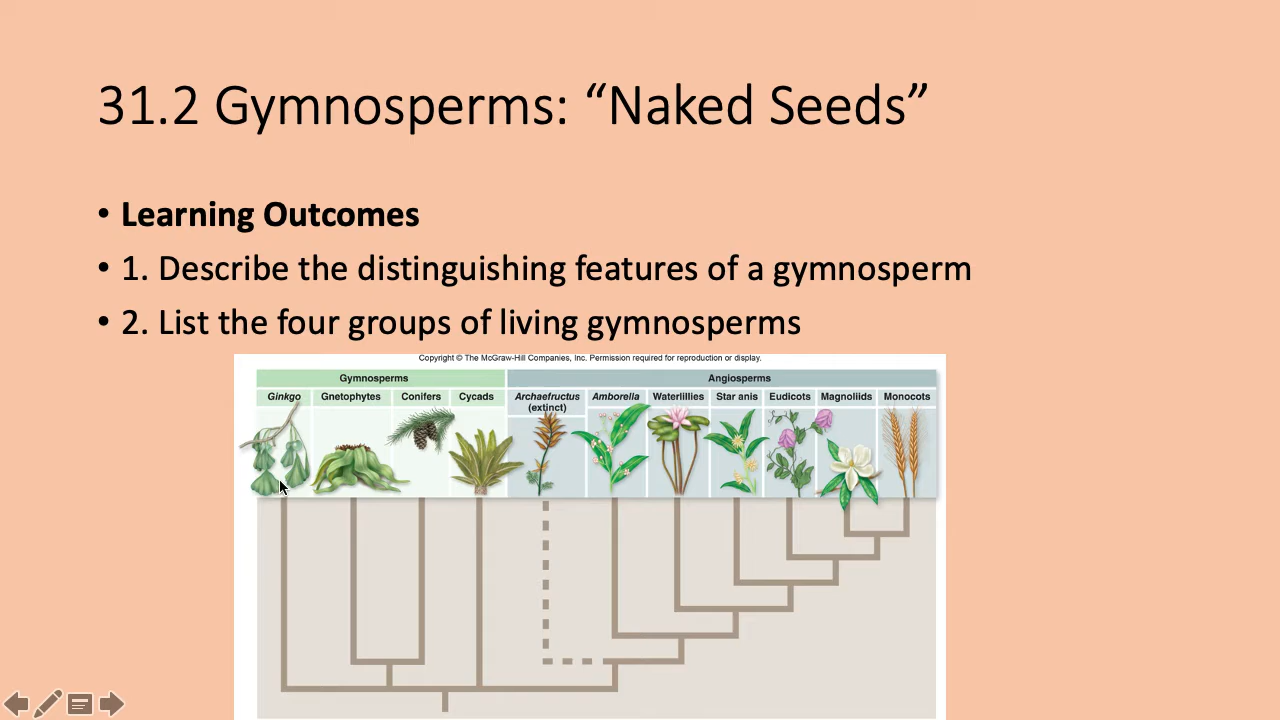 31.2 Gymnosperms: “Naked Seeds”
• Learning Outcomes
• 1. Describe the distinguishing features of a gymnosperm
• 2. List the four groups of living gymnosperms
Copyright © The McGraw-Hill Companies, Inc. Permission required for reproduction or display.
Gymnosperms Angiosperms
Ginkgo Gnetophytes Conifers Cycads Archaefructus Amborella Waterlillies Star anis Eudicots Magnoliids Monocots
(extinct)